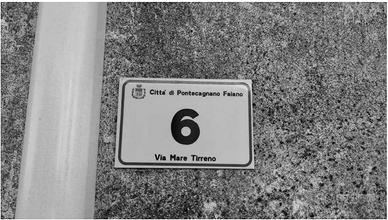 Citta' di Pontecagnano Faiano
6
Via Mare Tirreno